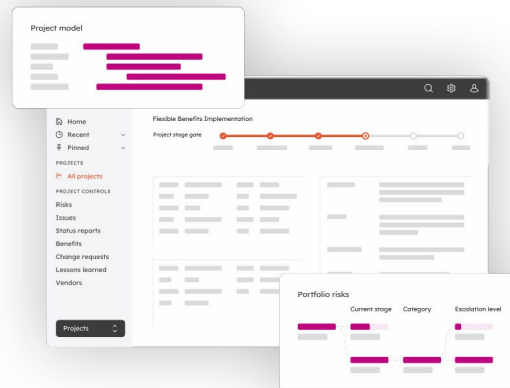 Project model
Home
Recent
Pinned
PROJECTS
All projects
PROJECT CONTROLS
Risks
Issues
Status reports
Benefits
Change requests
Lessons learned
Vendors
Projects
Flexible Benefits Implementation
Project stage gate
Portfolio risks
Current stage Category Escalation level